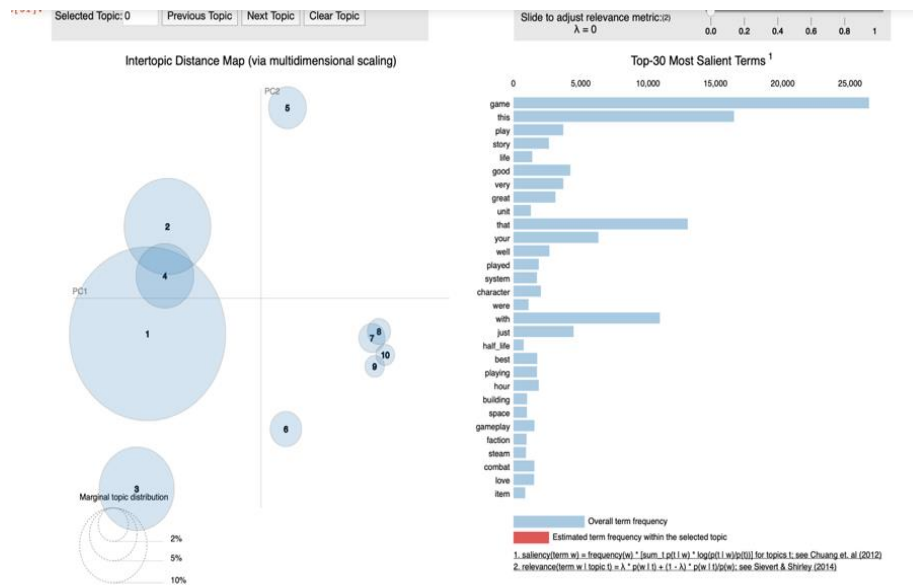 Selected Topic: 0
Previous Topic
Next Topic
Clear Topic
Slide to adjust relevance metric:(2)
λ = 0
0.0 0.2 0.4 0.6 0.8 1
Intertopic Distance Map (via multidimensional scaling)
PC2
5
2
4
PC1
1
8
7
10
9
6
3
Marginal topic distribution
2%
5%
10%
Top-30 Most Salient Terms 1
0 5,000 10,000 15,000 20,000 25,000
game
this
play
story
life
good
very
great
unit
that
your
well
played
system
character
were
with
just
half_life
best
playing
hour
building
space
gameplay
faction
steam
combat
love
item
Overall term frequency
Estimated term frequency within the selected topic
1. saliency(term w) = frequency(w) * [sum_t p(t | w) * log(p(t | w)/p(t))] for topics t; see Chuang et. al (2012)
2. relevance(term w | topic t) = λ * p(w | t) + (1 - λ) * p(w | t)/p(w); see Sievert & Shirley (2014)